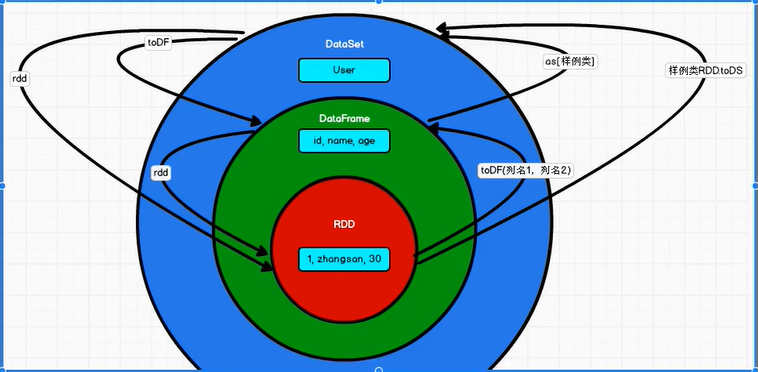 toDF
DataSet
User
as[样例类]
样例类RDD.toDS
rdd
DataFrame
id, name, age
rdd
toDF(列名1，列名2)
RDD
1, zhangsan, 30